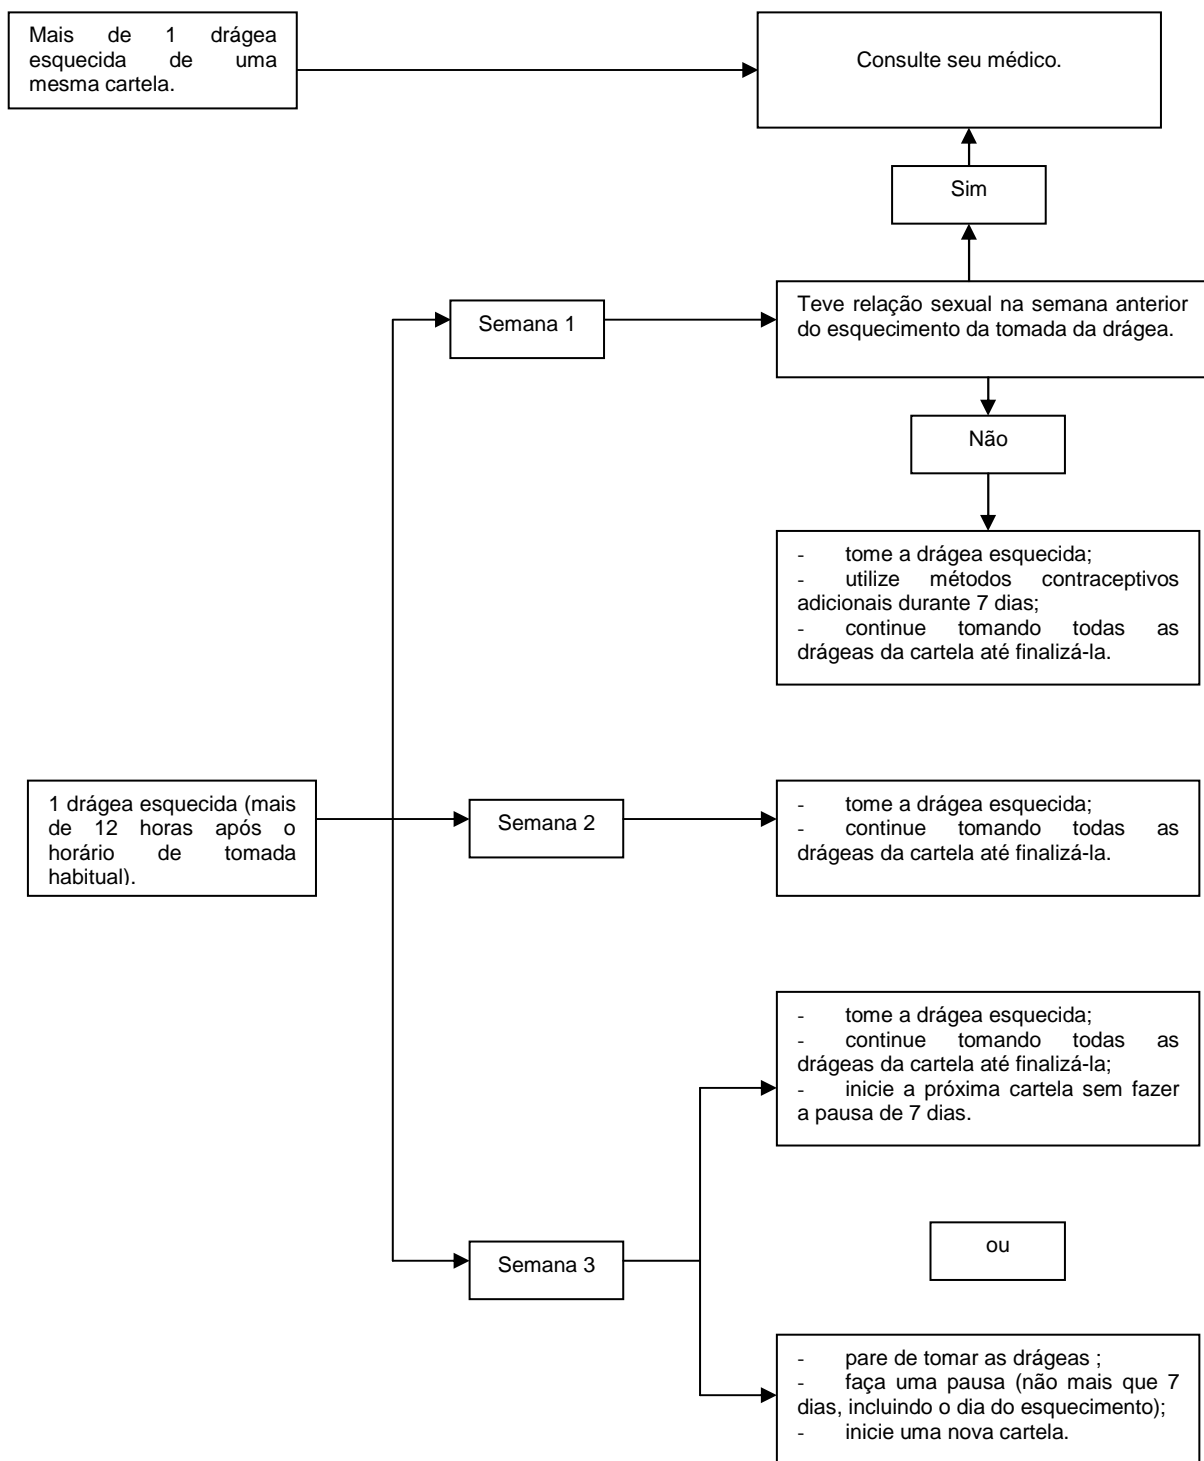 Mais de 1 drágea
esquecida de uma
mesma cartela.
Consulte seu médico.
Sim
Teve relação sexual na semana anterior
do esquecimento da tomada da drágea.
Semana 1
Não
- tome a drágea esquecida;
- utilize métodos contraceptivos
adicionais durante 7 dias;
- continue tomando todas as
drágeas da cartela até finalizá-la.
1 drágea esquecida (mais
de 12 horas após o
horário de tomada
habitual).
Semana 2
- tome a drágea esquecida;
- continue tomando todas as
drágeas da cartela até finalizá-la.
Semana 3
- tome a drágea esquecida;
- continue tomando todas as
drágeas da cartela até finalizá-la;
- inicie a próxima cartela sem fazer
a pausa de 7 dias.
ou
- pare de tomar as drágeas ;
- faça uma pausa (não mais que 7
dias, incluindo o dia do esquecimento);
- inicie uma nova cartela.